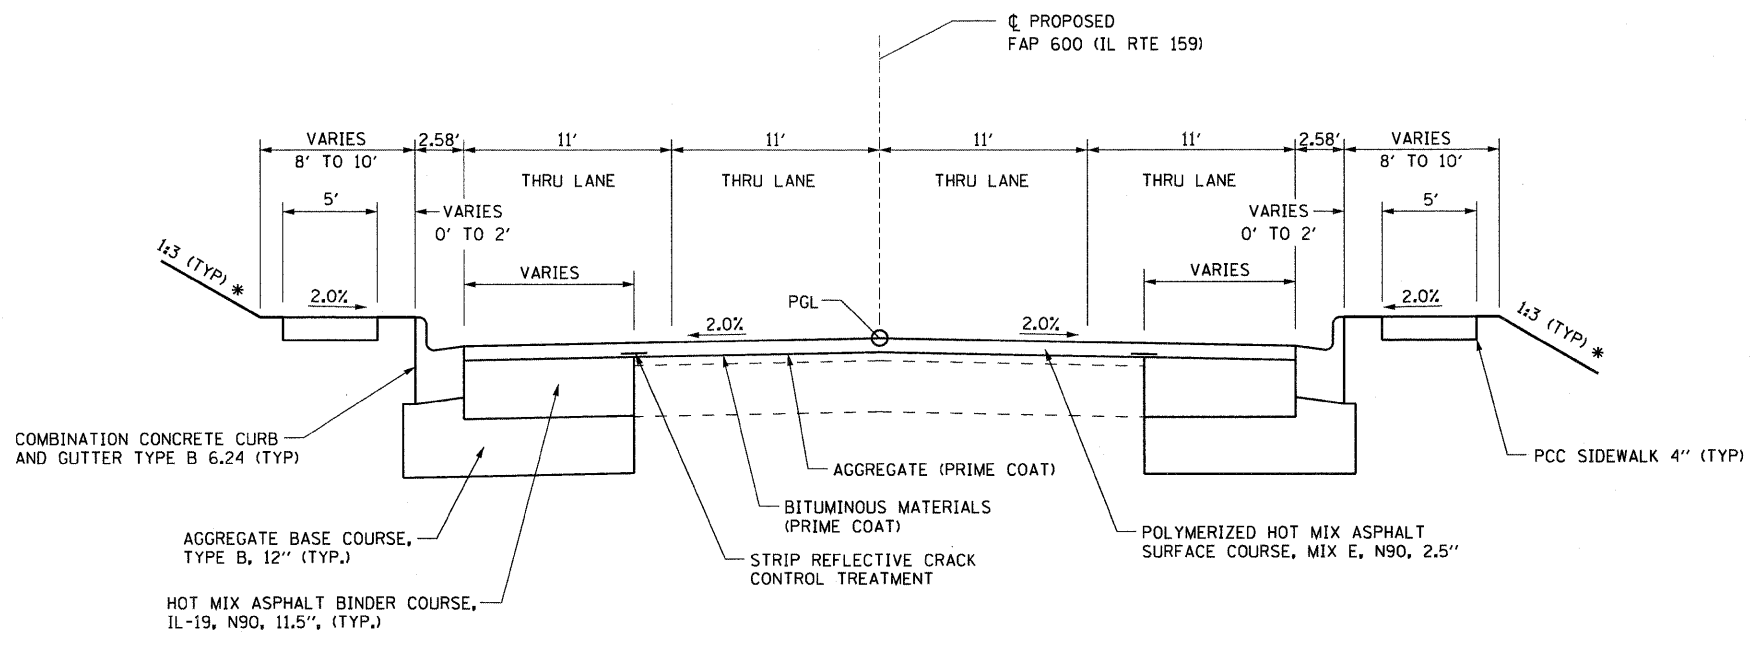 ℄ PROPOSED
FAP 600 (IL RTE 159)
VARIES
8' TO 10'
2.58'
11'
11'
11'
11'
2.58'
VARIES
8' TO 10'
THRU LANE
THRU LANE
THRU LANE
THRU LANE
5'
VARIES
0' TO 2'
VARIES
0' TO 2'
5'
1:3 (TYP) *
VARIES
VARIES
2.0%
PGL
2.0%
2.0%
2.0%
1:3 (TYP) *
COMBINATION CONCRETE CURB
AND GUTTER TYPE B 6.24 (TYP)
AGGREGATE (PRIME COAT)
PCC SIDEWALK 4" (TYP)
BITUMINOUS MATERIALS
(PRIME COAT)
AGGREGATE BASE COURSE,
TYPE B, 12" (TYP.)
POLYMERIZED HOT MIX ASPHALT
SURFACE COURSE, MIX E, N90, 2.5"
STRIP REFLECTIVE CRACK
CONTROL TREATMENT
HOT MIX ASPHALT BINDER COURSE,
IL-19, N90, 11.5", (TYP.)